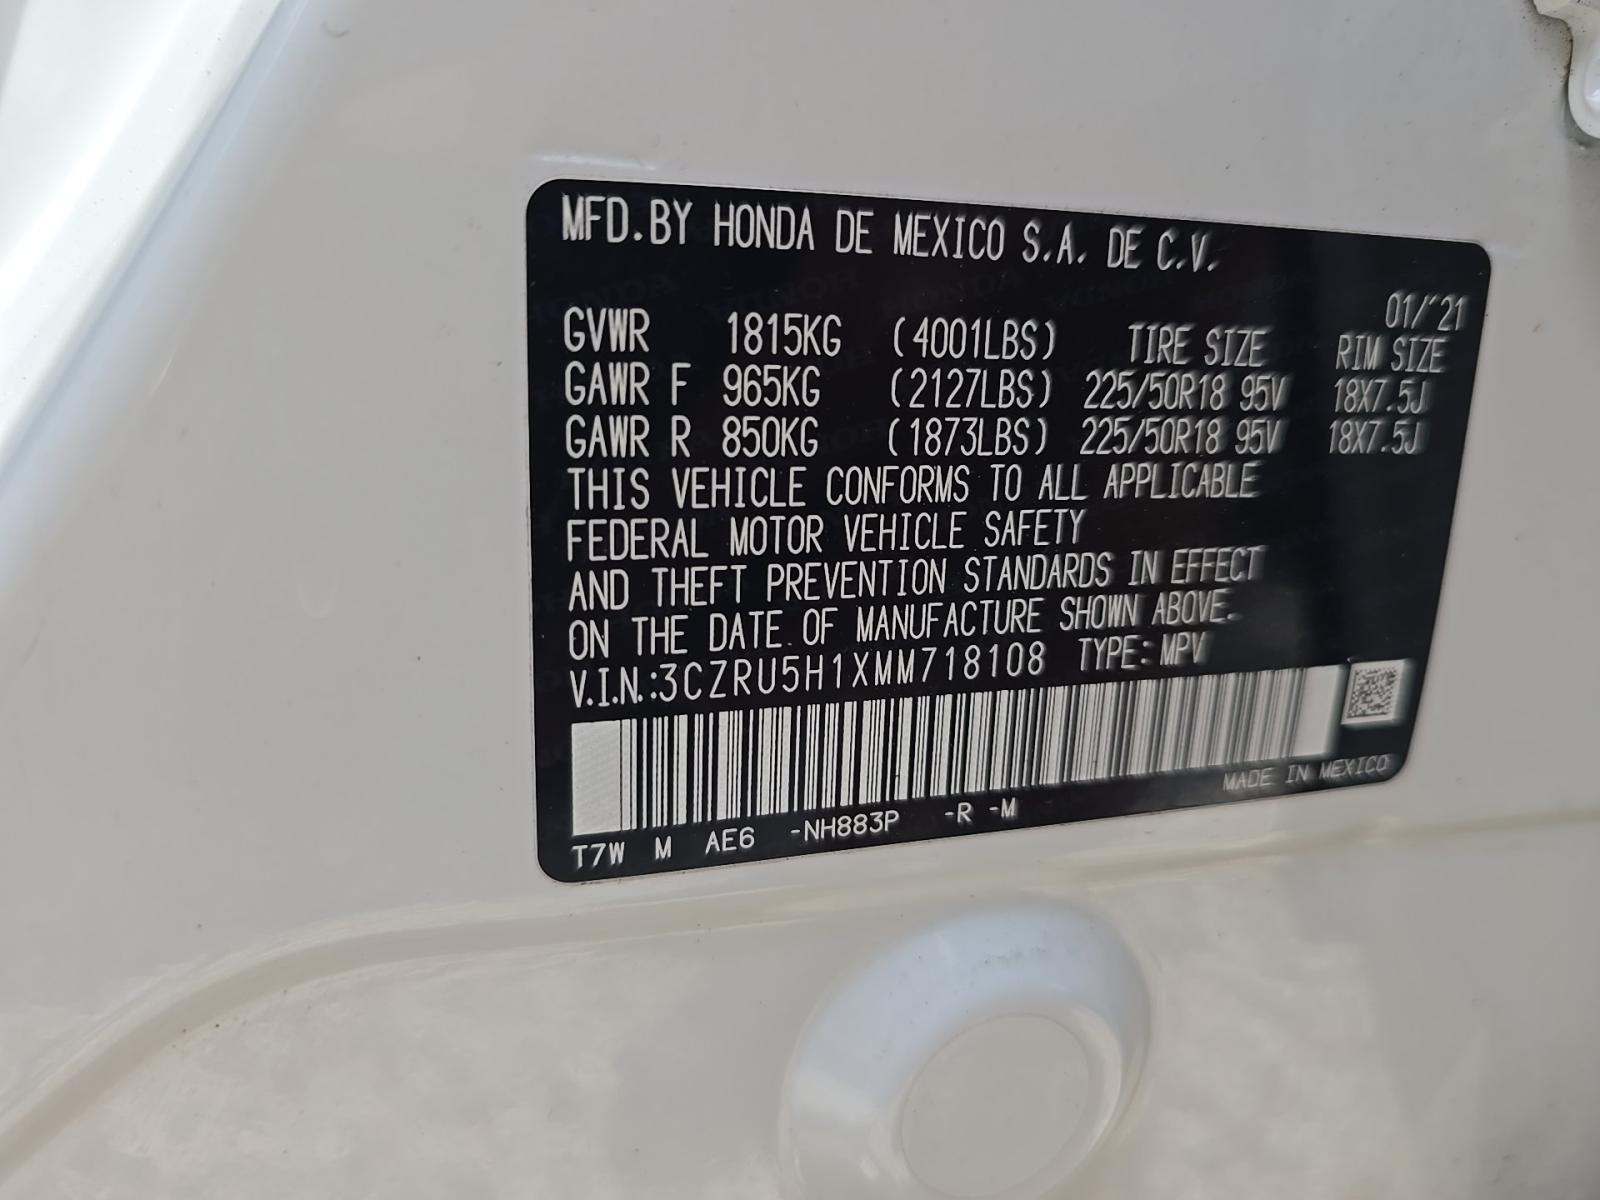 MFD.BY HONDA DE MEXICO S.A. DE C.V.
01/'21
GVWR 1815KG (4001LBS) TIRE SIZE RIM SIZE
GAWR F 965KG (2127LBS) 225/50R18 95V 18X7.5J
GAWR R 850KG (1873LBS) 225/50R18 95V 18X7.5J
THIS VEHICLE CONFORMS TO ALL APPLICABLE
FEDERAL MOTOR VEHICLE SAFETY
AND THEFT PREVENTION STANDARDS IN EFFECT
ON THE DATE OF MANUFACTURE SHOWN ABOVE.
V.I.N.:3CZRU5H1XMM718108 TYPE: MPV
MADE IN MEXICO
T7W M AE6 -NH883P -R -M